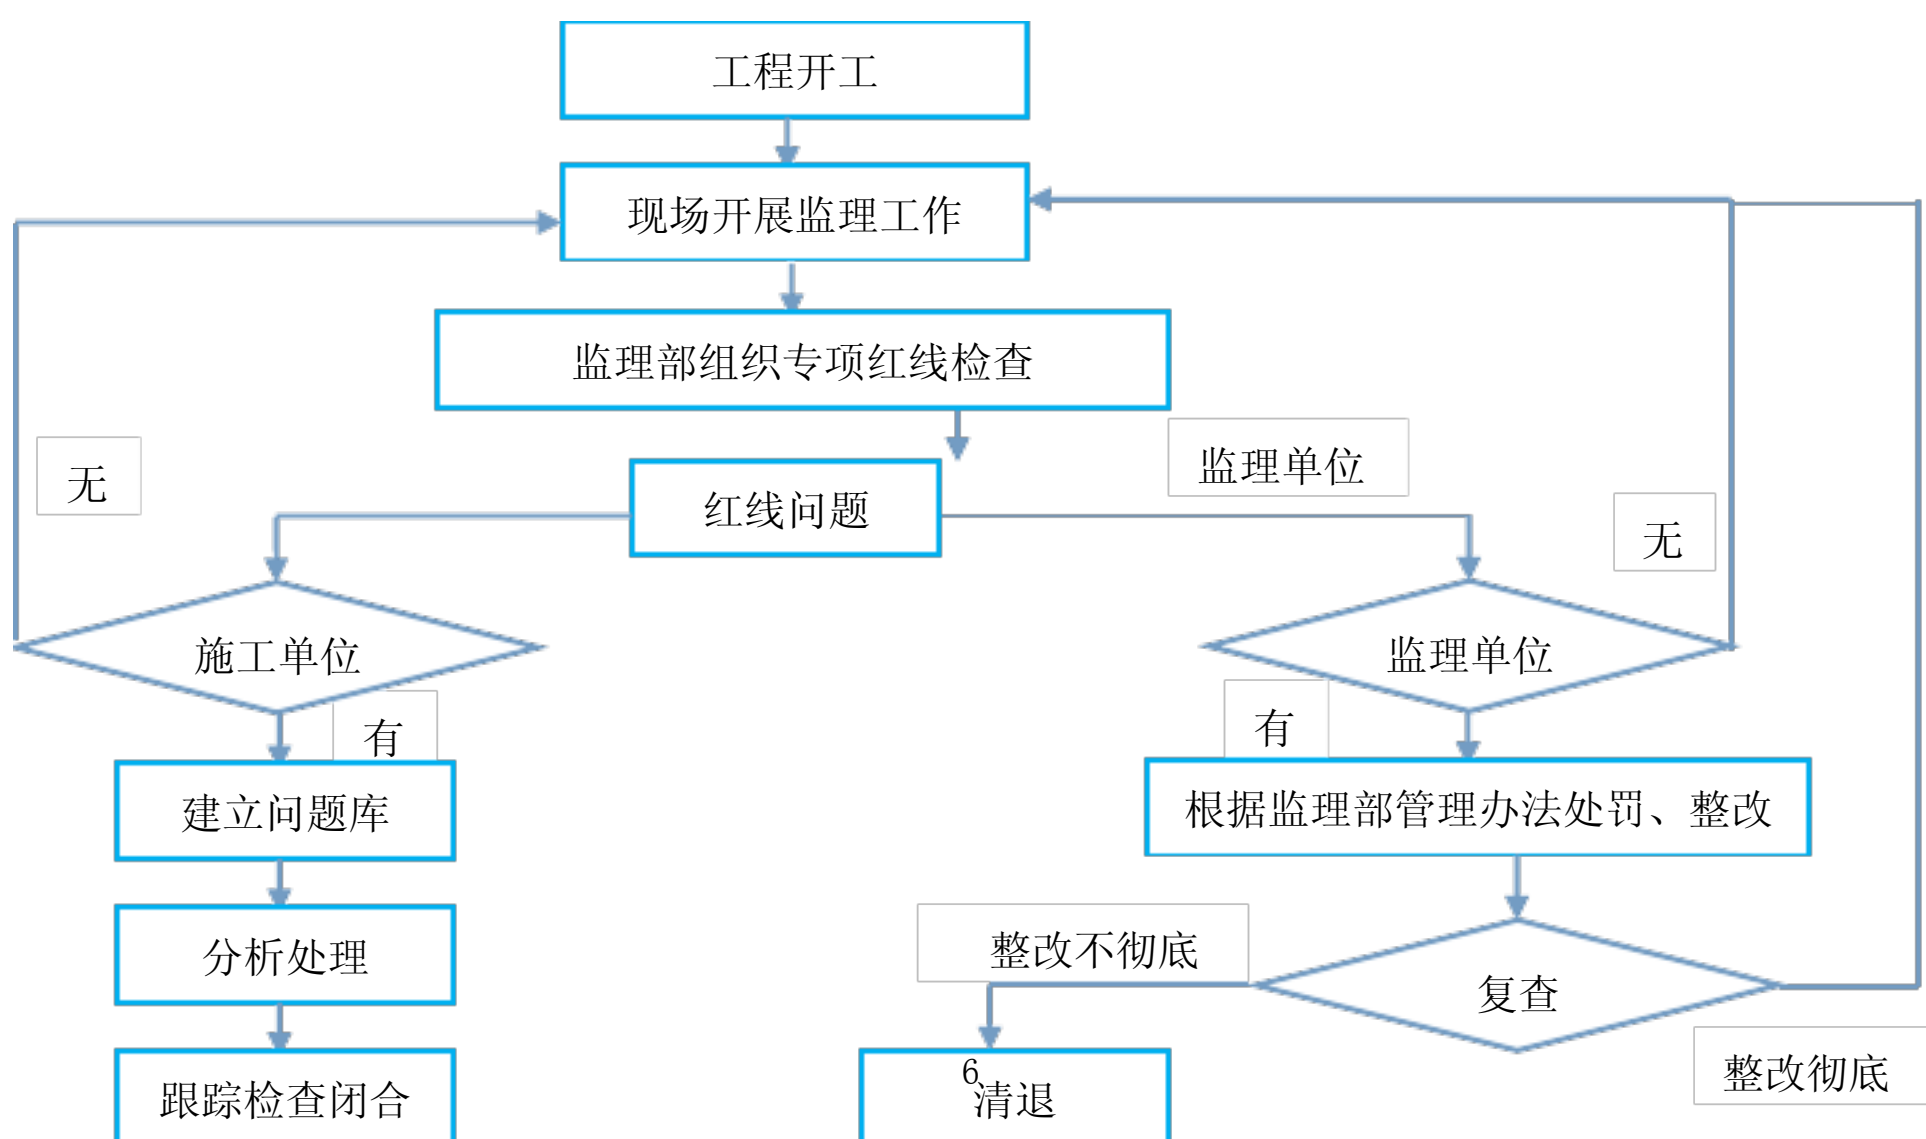 工程开工
现场开展监理工作
监理部组织专项红线检查
监理单位
无
红线问题
无
施工单位
监理单位
有
有
建立问题库
根据监理部管理办法处罚、整改
分析处理
整改不彻底
复查
整改彻底
6
跟踪检查闭合
清退